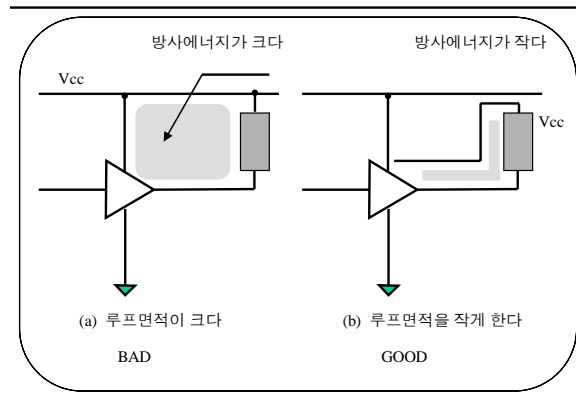 방사에너지가 크다
방사에너지가 작다
Vcc
Vcc
(a) 루프면적이 크다
(b) 루프면적을 작게 한다
BAD
GOOD